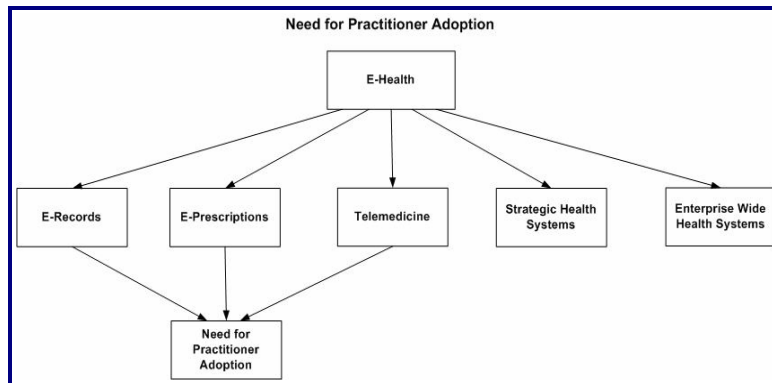 Need for Practitioner Adoption
E-Health
E-Records
E-Prescriptions
Telemedicine
Strategic Health
Systems
Enterprise Wide
Health Systems
Need for
Practitioner
Adoption